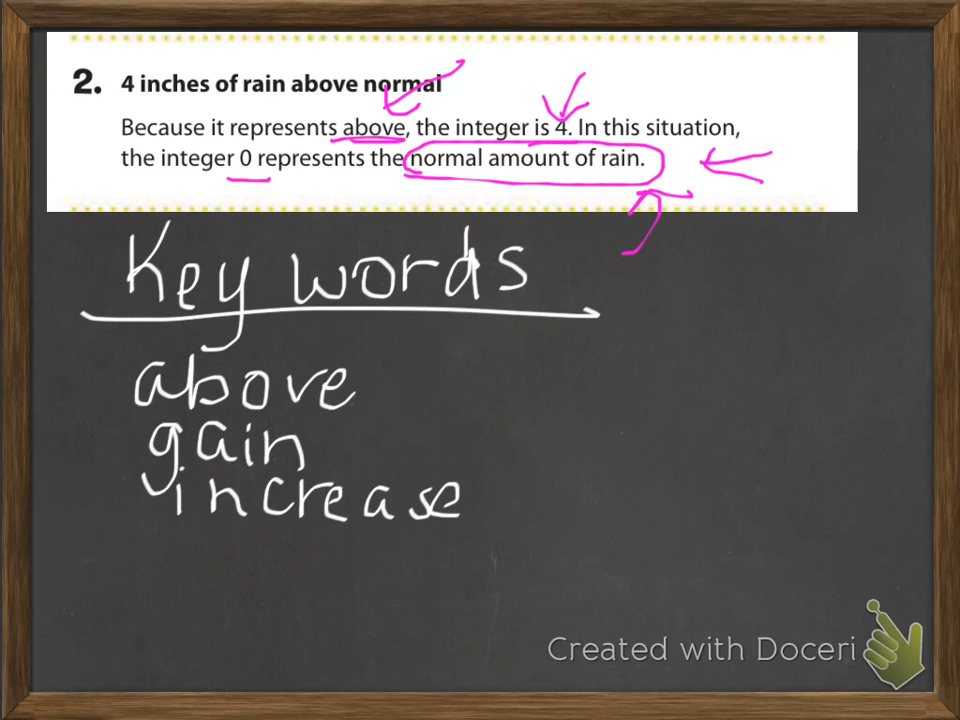 2. 4 inches of rain above normal
Because it represents above, the integer is 4. In this situation,
the integer 0 represents the normal amount of rain.
Key words
above
gain
increase
Created with Doceri